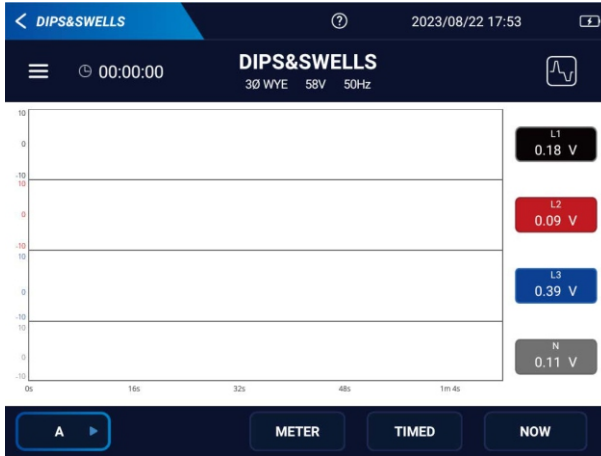 DIPS&SWELLS
2023/08/22 17:53
00:00:00
DIPS&SWELLS
3Ø WYE 58V 50Hz
10
0
-10
L1
0.18 V
10
0
-10
L2
0.09 V
10
0
-10
L3
0.39 V
10
0
-10
N
0.11 V
0s 16s 32s 48s 1m 4s
A
METER
TIMED
NOW